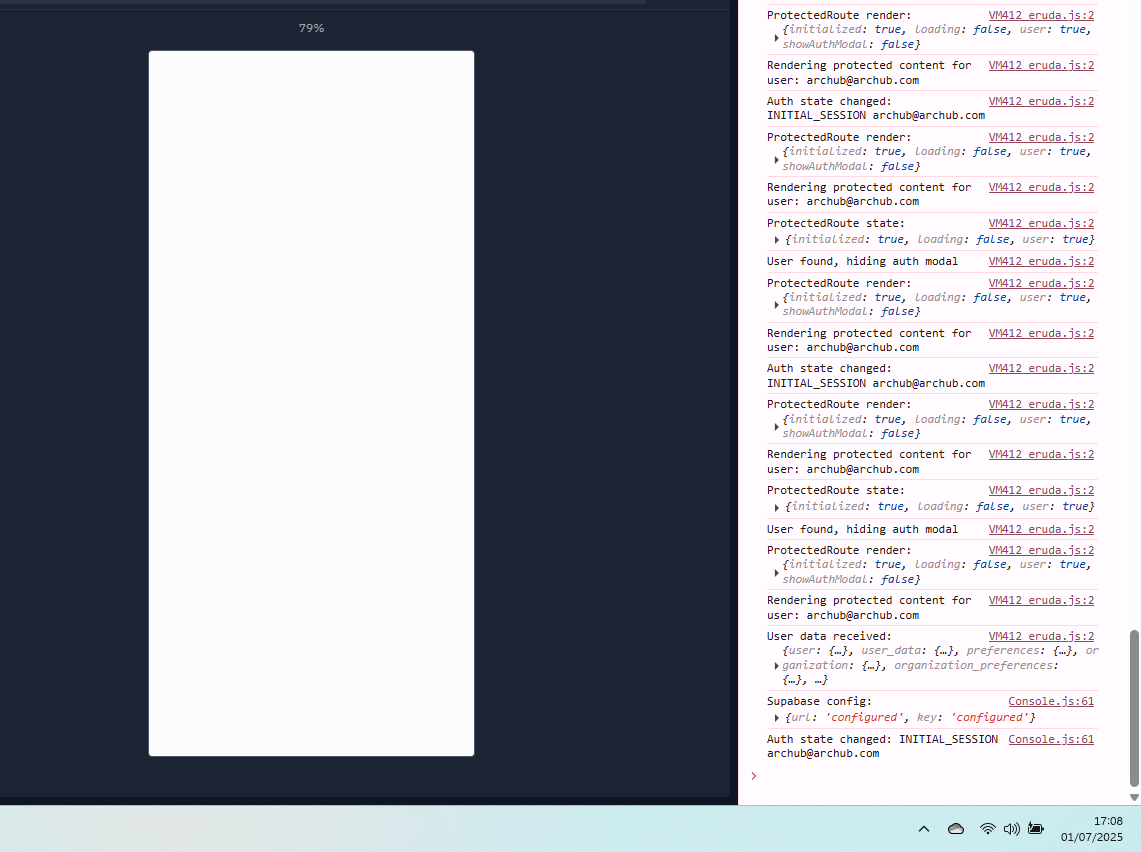 79%
ProtectedRoute render: VM412 eruda.js:2
{initialized: true, loading: false, user: true,
showAuthModal: false}
Rendering protected content for VM412 eruda.js:2
user: archub@archub.com
Auth state changed: VM412 eruda.js:2
INITIAL_SESSION archub@archub.com
ProtectedRoute render: VM412 eruda.js:2
{initialized: true, loading: false, user: true,
showAuthModal: false}
Rendering protected content for VM412 eruda.js:2
user: archub@archub.com
ProtectedRoute state: VM412 eruda.js:2
{initialized: true, loading: false, user: true}
User found, hiding auth modal VM412 eruda.js:2
ProtectedRoute render: VM412 eruda.js:2
{initialized: true, loading: false, user: true,
showAuthModal: false}
Rendering protected content for VM412 eruda.js:2
user: archub@archub.com
Auth state changed: VM412 eruda.js:2
INITIAL_SESSION archub@archub.com
ProtectedRoute render: VM412 eruda.js:2
{initialized: true, loading: false, user: true,
showAuthModal: false}
Rendering protected content for VM412 eruda.js:2
user: archub@archub.com
ProtectedRoute state: VM412 eruda.js:2
{initialized: true, loading: false, user: true}
User found, hiding auth modal VM412 eruda.js:2
ProtectedRoute render: VM412 eruda.js:2
{initialized: true, loading: false, user: true,
showAuthModal: false}
Rendering protected content for VM412 eruda.js:2
user: archub@archub.com
User data received: VM412 eruda.js:2
{user: {…}, user_data: {…}, preferences: {…}, or
ganization: {…}, organization_preferences:
{…}, …}
Supabase config: Console.js:61
{url: 'configured', key: 'configured'}
Auth state changed: INITIAL_SESSION Console.js:61
archub@archub.com
17:08
01/07/2025